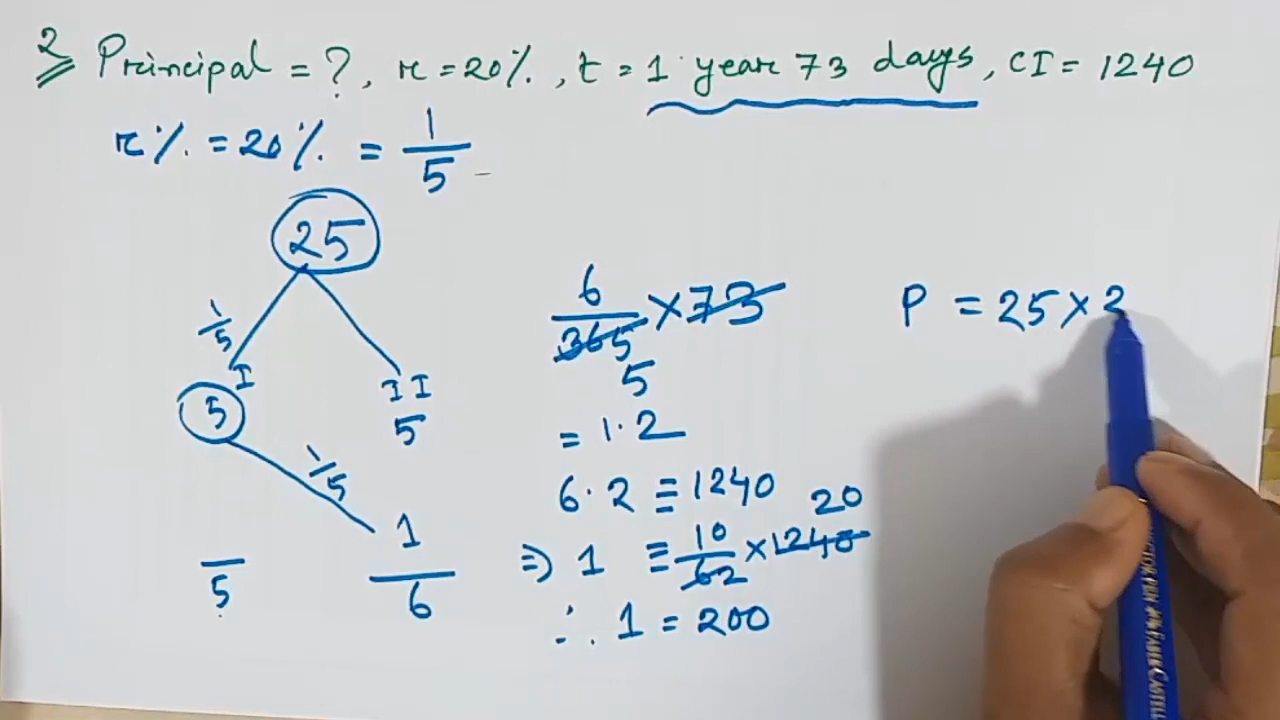 2 Principal = ?, r = 20%, t = 1 year 73 days, CI = 1240
r% = 20% = 1/5
25
1/5
I
II
5
5
1/5
1
5
6
6/365 × 73
5
= 1.2
6.2 ≡ 1240
20
⇒ 1 ≡ 10/62 × 1240
∴ 1 = 200
P = 25 × 2